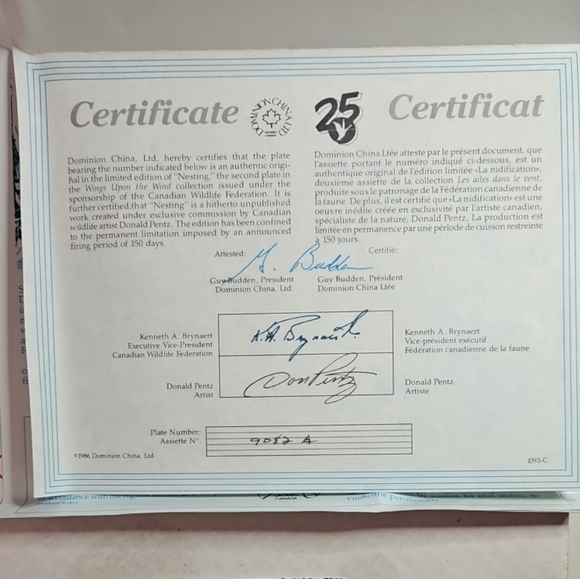 Certificate
DOMINION CHINA LTD
25
Certificat
Dominion China, Ltd. hereby certifies that the plate
bearing the number indicated below is an authentic origi-
nal in the limited edition of "Nesting," the second plate in
the Wings Upon the Wind collection issued under the
sponsorship of the Canadian Wildlife Federation. It is
further certified that "Nesting" is a hitherto unpublished
work created under exclusive commission by Canadian
wildlife artist Donald Pentz. The edition has been confined
to the permanent limitation imposed by an announced
firing period of 150 days.
Dominion China Ltée atteste par le présent document, que
l'assiette portant le numéro indiqué ci-dessous, est un
authentique original de l'édition limitée «La nidification»,
deuxième assiette de la collection Les ailes dans le vent,
produite sous le patronage de la Fédération canadienne de
la faune. De plus, il est certifié que «La nidification» est une
oeuvre inédite créée en exclusivité par l'artiste canadien,
spécialiste de la nature, Donald Pentz. La production est
limitée en permanence par une période de cuisson restreinte
à 150 jours.
Attested:
Certifié:
G. Budden
Guy Budden, President
Dominion China, Ltd.
Guy Budden, Président
Dominion China Ltée
Kenneth A. Brynaert
Executive Vice-President
Canadian Wildlife Federation
K.A. Brynaert
Kenneth A. Brynaert
Vice-président exécutif
Fédération canadienne de la faune
Donald Pentz
Artist
Don Pentz
Donald Pentz
Artiste
Plate Number:
Assiette N°:
9082 A
©1986 Dominion China, Ltd.
1093-C